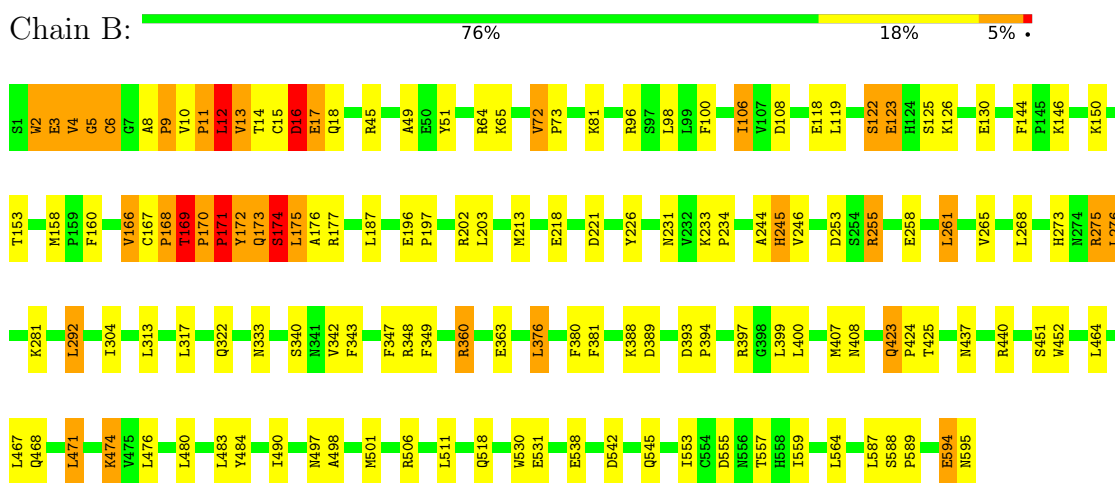 Chain B:
76% 18% 5% •
S1 W2 E3 V4 G5 C6 G7 A8 P9 V10 P11 L12 V13 T14 C15 D16 E17 Q18 R45 A49 E50 Y51 R64 K65 V72 P73 K81 R96 S97 L98 L99 F100 I106 V107 D108 E118 L119 S122 E123 H124 S125 K126 E130 F144 P145 K146 K150
T153 M158 P159 F160 V166 C167 P168 T169 P170 P171 Y172 Q173 S174 L175 A176 R177 L187 E196 P197 R202 L203 M213 E218 D221 Y226 N231 V232 K233 P234 A244 H245 V246 D253 S254 R255 E258 L261 V265 L268 H273 N274 R275 L276
K281 L292 I304 L313 L317 Q322 N333 S340 N341 V342 F343 F347 R348 F349 R360 E363 L376 F380 F381 K388 D389 D393 P394 R397 G398 L399 L400 M407 N408 Q423 P424 T425 N437 R440 S451 W452 L464
L467 Q468 L471 K474 V475 L476 L480 L483 Y484 I490 N497 A498 M501 R506 L511 Q518 W530 E531 E538 D542 Q545 I553 C554 D555 N556 T557 H558 I559 L564 L587 S588 P589 E594 N595